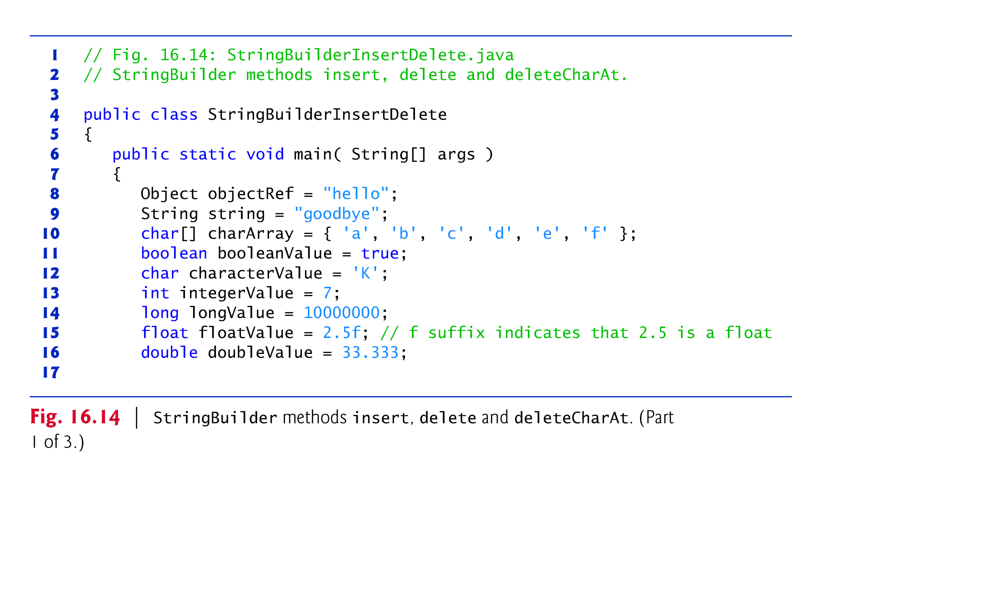 1 // Fig. 16.14: StringBuilderInsertDelete.java
2 // StringBuilder methods insert, delete and deleteCharAt.
3
4 public class StringBuilderInsertDelete
5 {
6 public static void main( String[] args )
7 {
8 Object objectRef = "hello";
9 String string = "goodbye";
10 char[] charArray = { 'a', 'b', 'c', 'd', 'e', 'f' };
11 boolean booleanValue = true;
12 char characterValue = 'K';
13 int integerValue = 7;
14 long longValue = 10000000;
15 float floatValue = 2.5f; // f suffix indicates that 2.5 is a float
16 double doubleValue = 33.333;
17
Fig. 16.14 | StringBuilder methods insert, delete and deleteCharAt. (Part
1 of 3.)